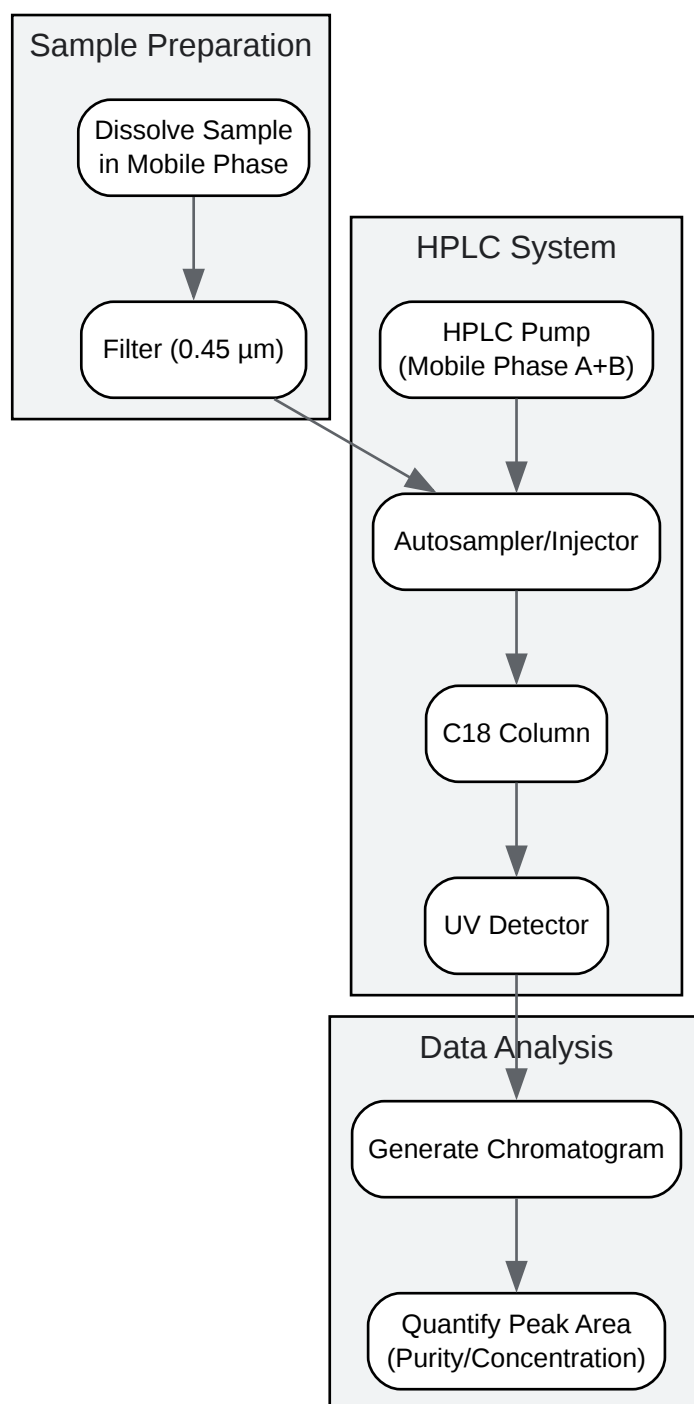 Sample Preparation
Dissolve Sample
in Mobile Phase
Filter (0.45 µm)
HPLC System
HPLC Pump
(Mobile Phase A+B)
Autosampler/Injector
C18 Column
UV Detector
Data Analysis
Generate Chromatogram
Quantify Peak Area
(Purity/Concentration)